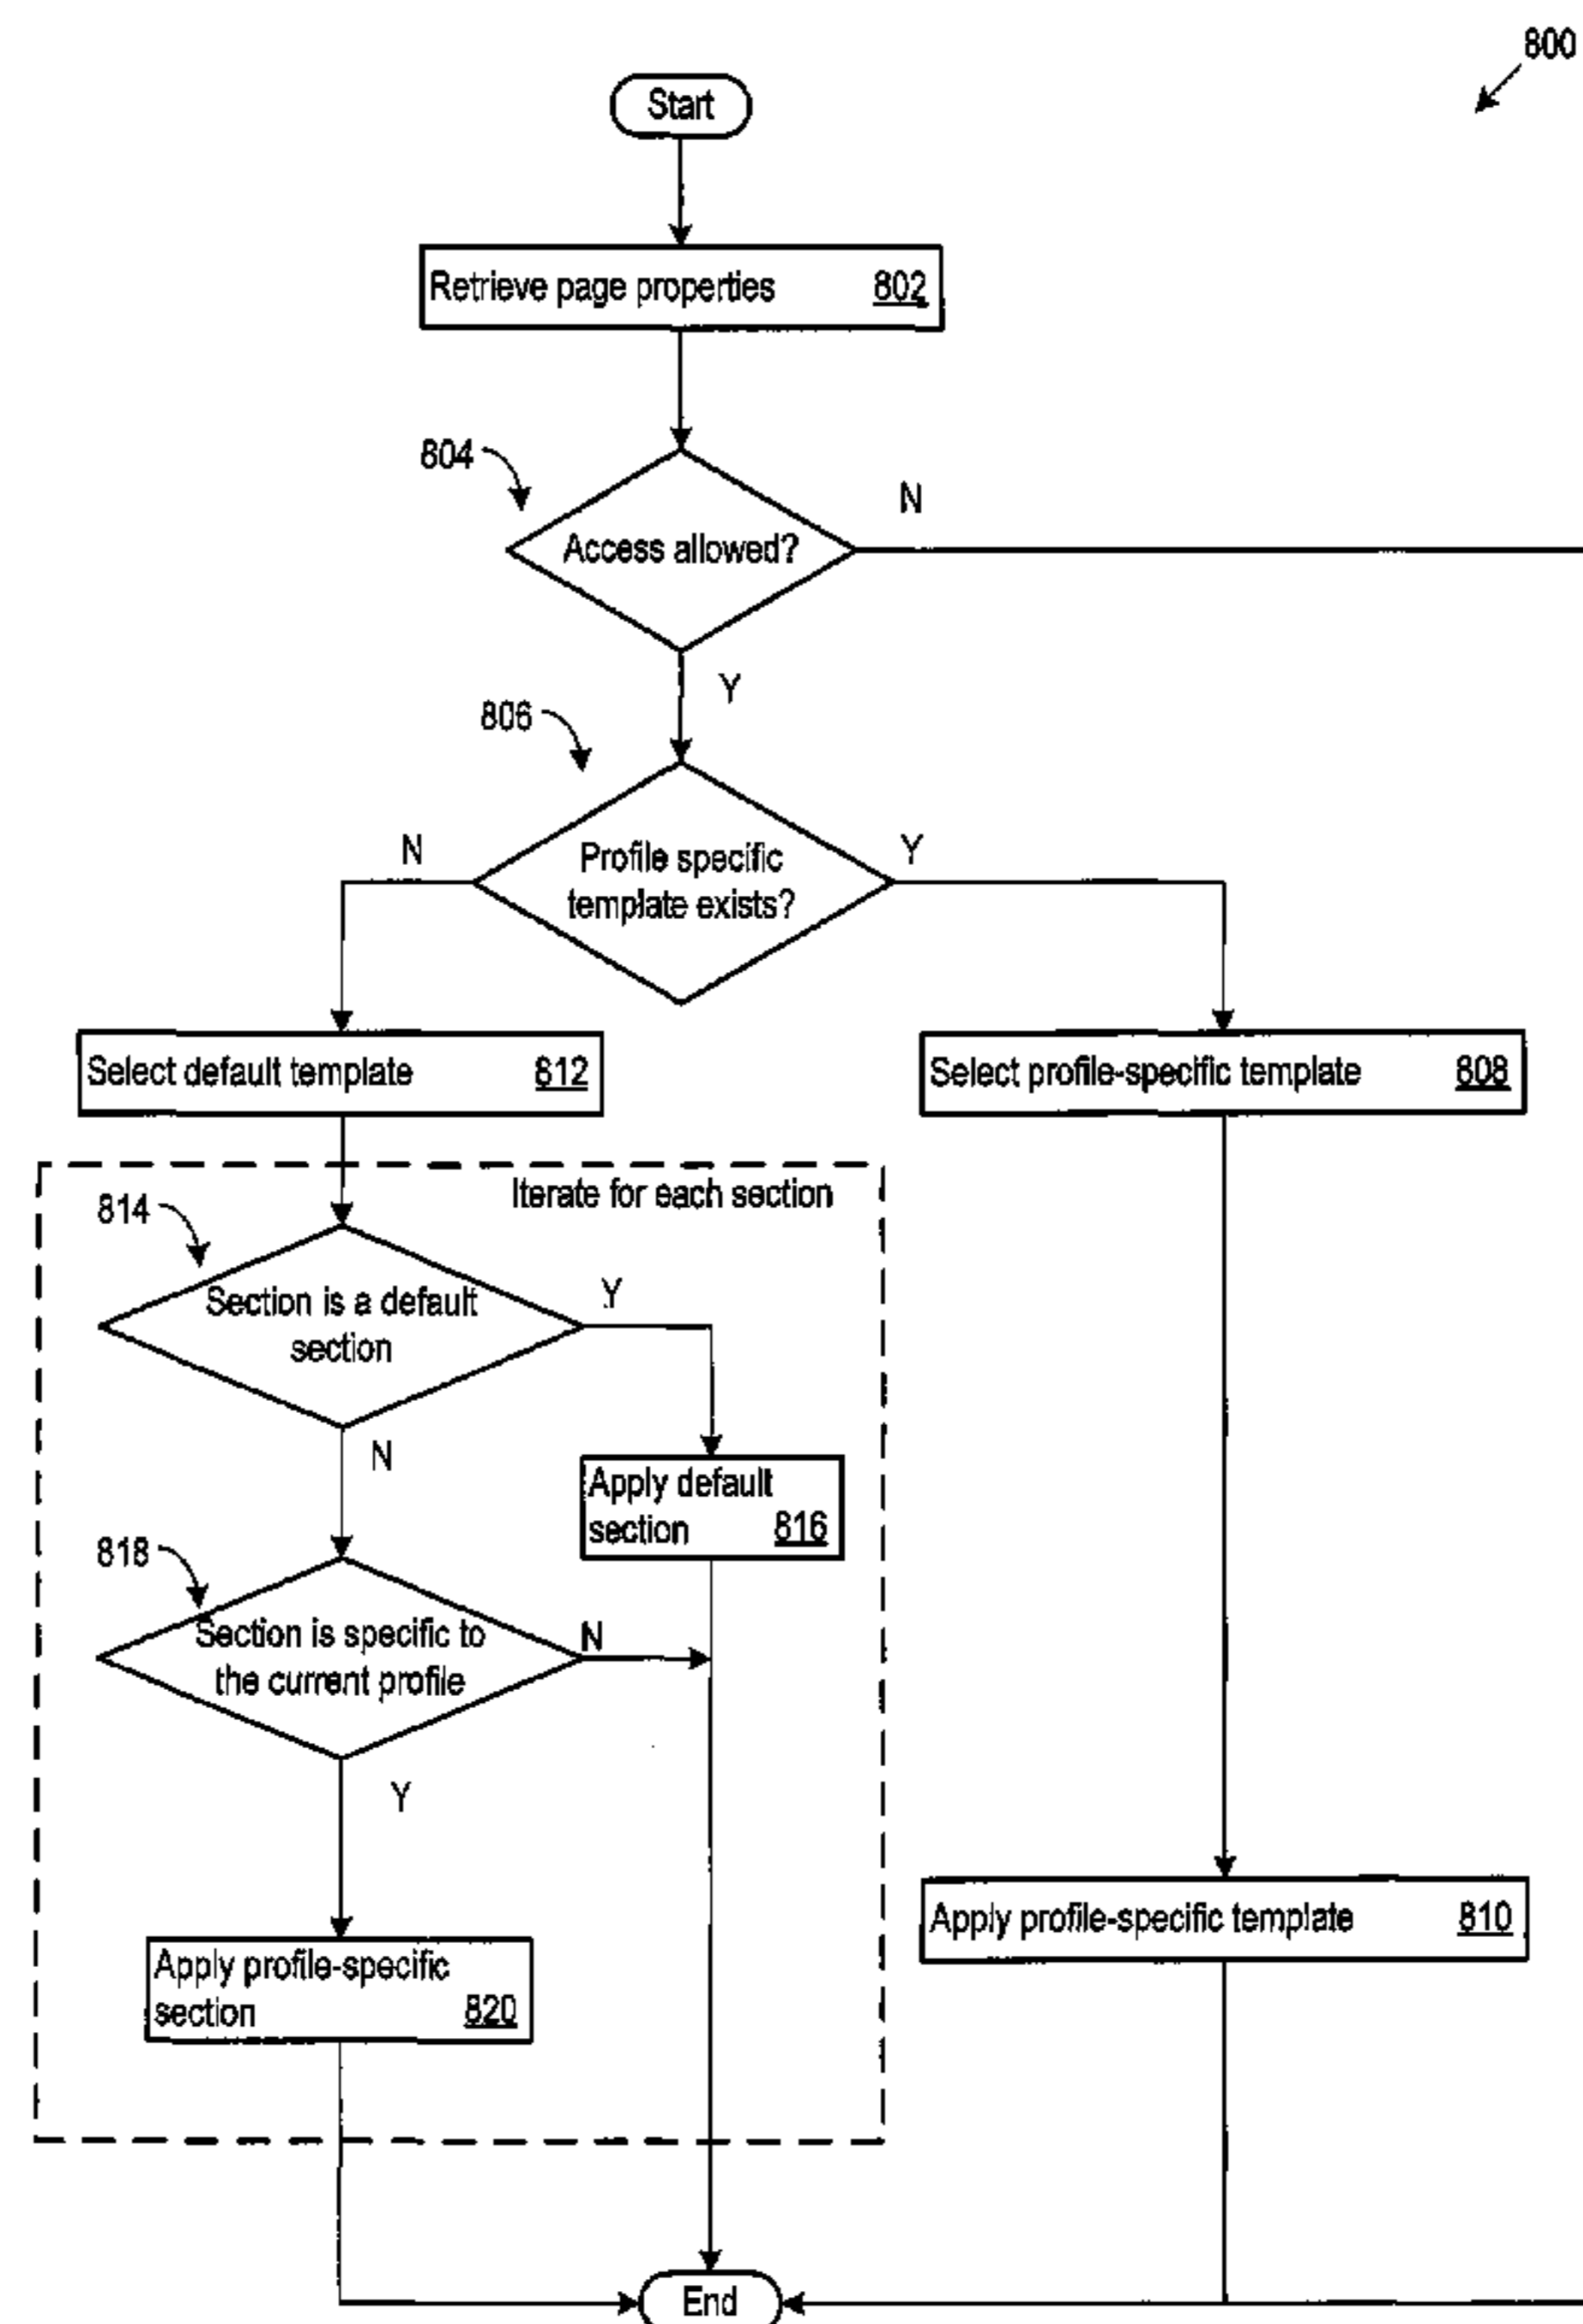 800
Start
Retrieve page properties 802
804
N
Access allowed?
Y
806
N
Y
Profile specific
template exists?
Select default template 812
Select profile-specific template 808
Iterate for each section
814
Y
Section is a default
section
N
Apply default
section 816
818
Section is specific to
the current profile
N
Y
Apply profile-specific template 810
Apply profile-specific
section 820
End